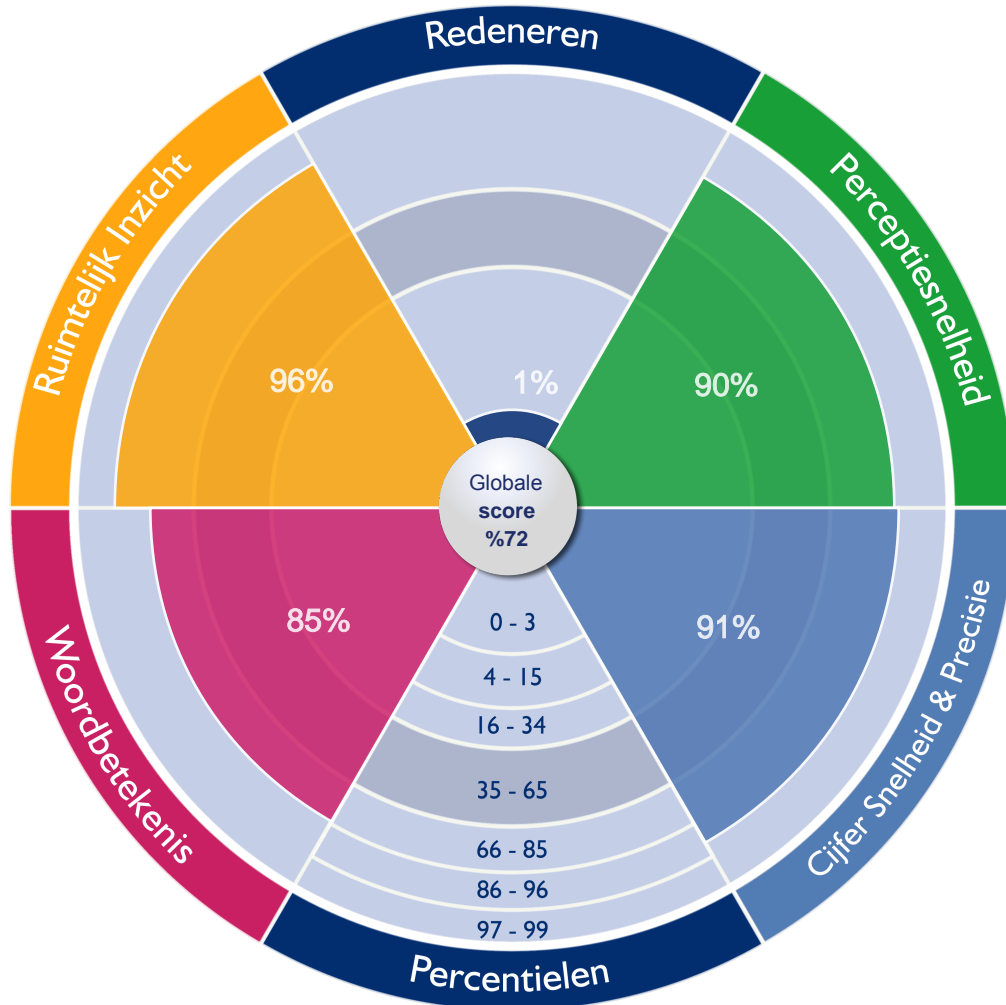 Redeneren
Ruimtelijk Inzicht
Perceptiesnelheid
96%
1%
90%
Globale
score
%72
85%
91%
0 - 3
4 - 15
16 - 34
35 - 65
66 - 85
86 - 96
97 - 99
Woordbetekenis
Cijfer Snelheid & Precisie
Percentielen